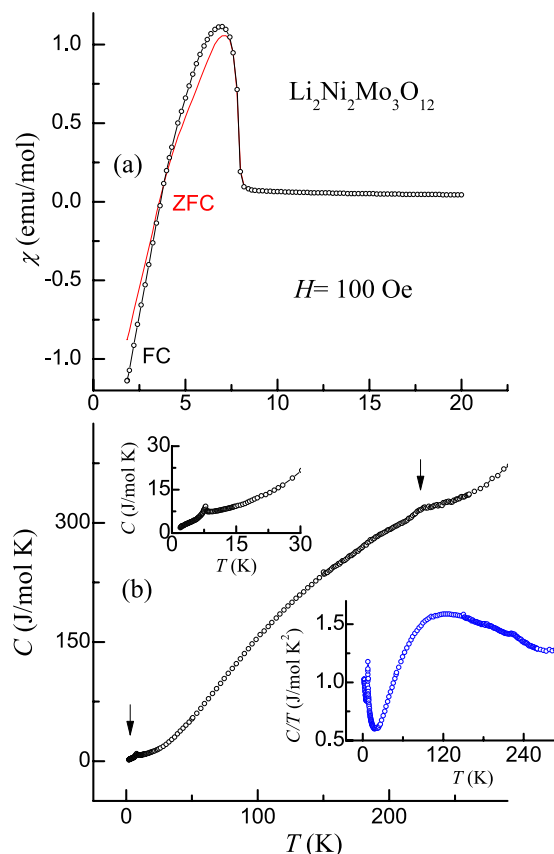 1.0
0.5
0.0
-0.5
-1.0
χ (emu/mol)
(a)
Li₂Ni₂Mo₃O₁₂
ZFC
H= 100 Oe
FC
0 5 10 15 20
30
15
0
C (J/mol K)
0 15 30
T (K)
300
150
0
C (J/mol K)
(b)
1.5
1.0
0.5
C/T (J/mol K²)
0 120 240
T (K)
0 100 200
T (K)